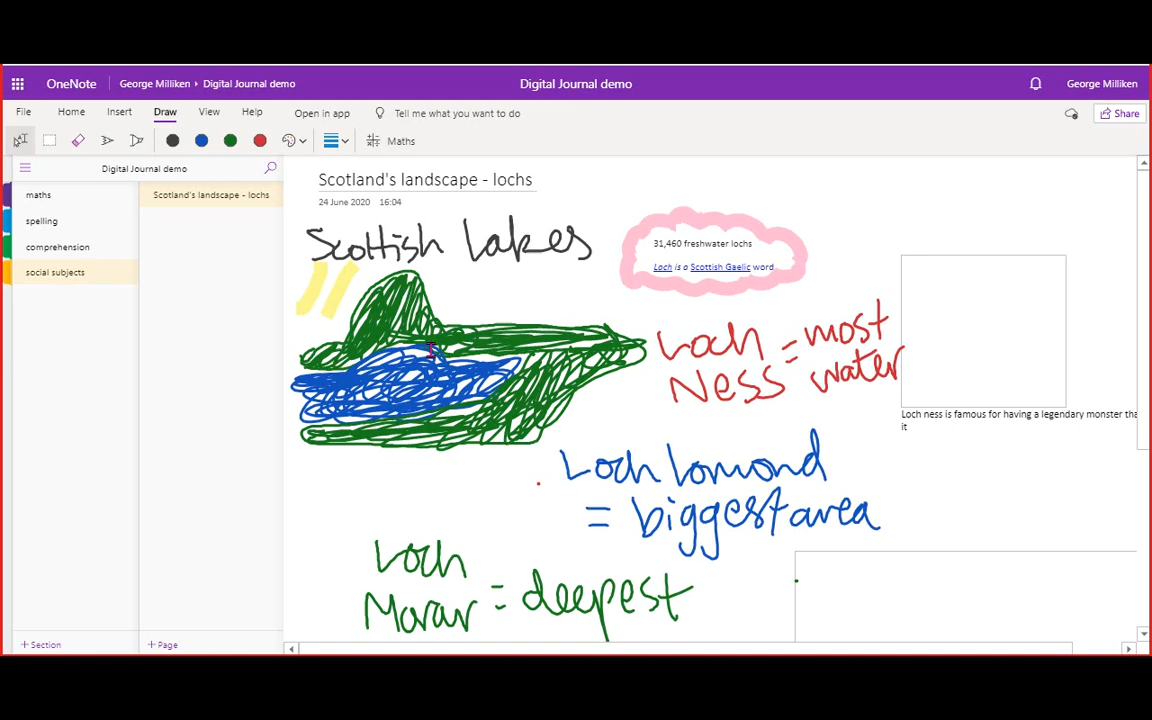 OneNote
George Milliken › Digital Journal demo
Digital Journal demo
George Milliken
File Home Insert Draw View Help Open in app Tell me what you want to do
Share
Maths
Digital Journal demo
maths
spelling
comprehension
social subjects
Scotland's landscape - lochs
+ Section
+ Page
Scotland's landscape - lochs
24 June 2020 16:04
Scottish Lakes
31,460 freshwater lochs
Loch is a Scottish Gaelic word
Loch
Ness
= most
water
Loch ness is famous for having a legendary monster tha
it
Loch Lomond
= biggest area
Loch
Morar = deepest